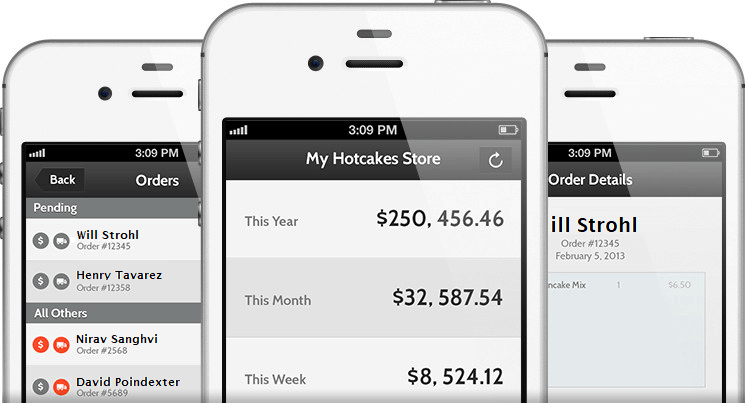 3:09 PM
Back
Orders
Pending
Will Strohl
Order #12345
Henry Tavarez
Order #12358
All Others
Nirav Sanghvi
Order #2568
David Poindexter
Order #5689
3:09 PM
My Hotcakes Store
This Year $250, 456.46
This Month $32, 587.54
This Week $8, 524.12
3:09 PM
Order Details
ill Strohl
Order #12345
February 5, 2013
ncake Mix 1 $6.50